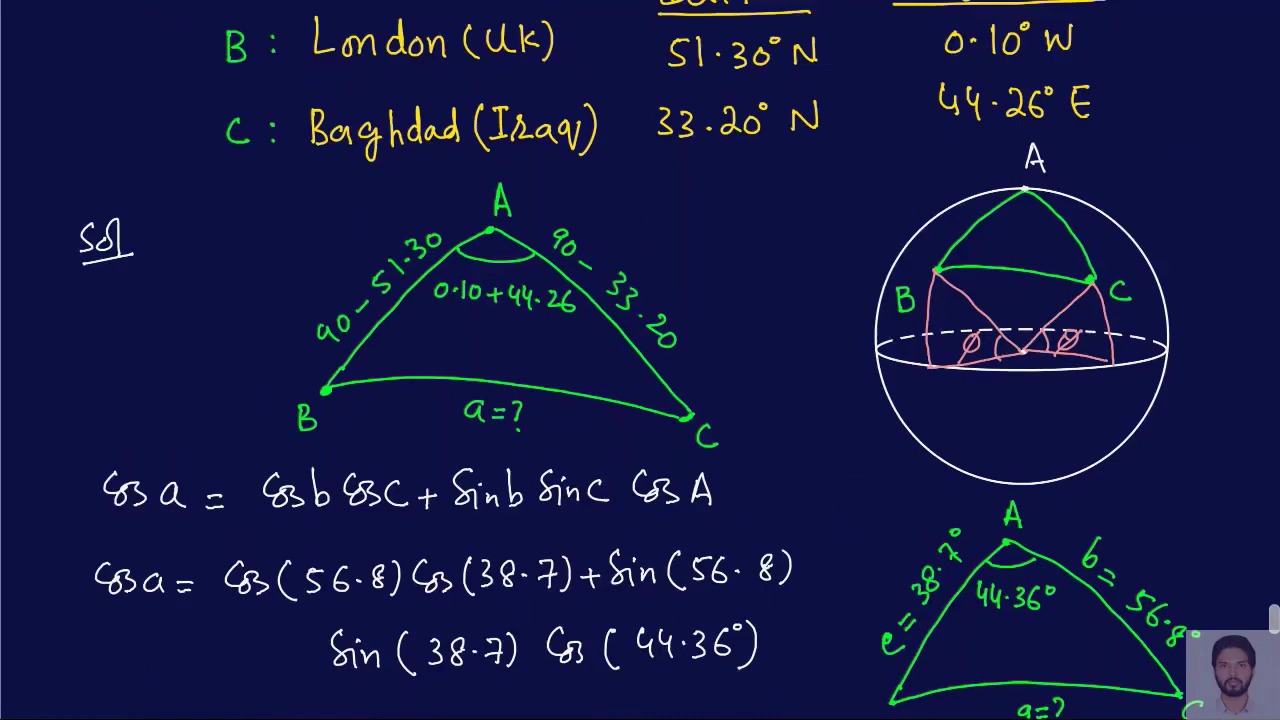 B : London (UK) 51.30° N 0.10° W
C : Baghdad (Iraq) 33.20° N 44.26° E
A
Sol
A
90 - 51.30
90 - 33.20
0.10 + 44.26
B
C
φ
φ
B
a = ?
C
Cos a = Cos b Cos c + Sin b Sin c Cos A
A
Cos a = Cos (56.8) Cos (38.7) + Sin (56.8)
c = 38.7°
b = 56.8°
44.36°
Sin (38.7) Cos (44.36°)
a = ?
C